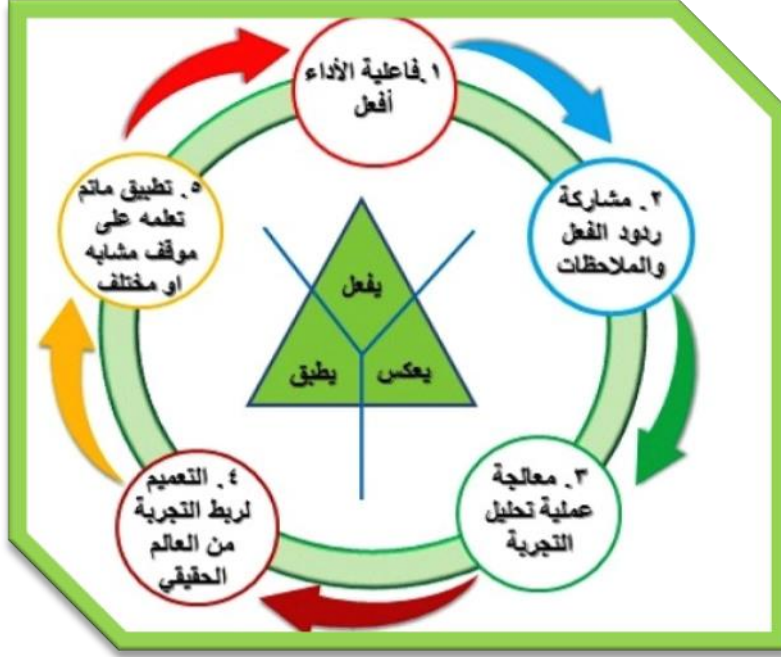 ١.فاعلية الأداء
أفعل
٢. مشاركة
ردود الفعل
والملاحظات
٣. معالجة
عملية تحليل
التجربة
٤. التعميم
لربط التجربة
من العالم
الحقيقي
٥. تطبيق ماتم
تعلمه على
موقف مشابه
او مختلف
يفعل
يعكس
يطبق